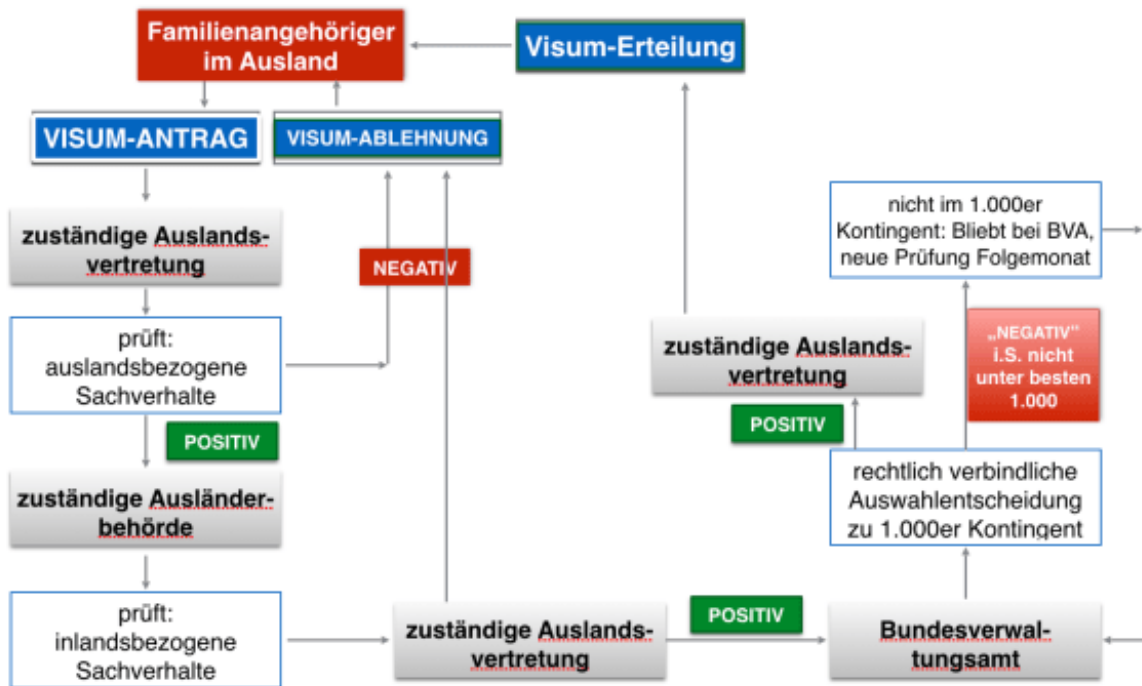 Familienangehöriger
im Ausland
Visum-Erteilung
VISUM-ANTRAG
VISUM-ABLEHNUNG
zuständige Auslands-
vertretung
NEGATIV
nicht im 1.000er
Kontingent: Bliebt bei BVA,
neue Prüfung Folgemonat
prüft:
auslandsbezogene
Sachverhalte
zuständige Auslands-
vertretung
„NEGATIV"
i.S. nicht
unter besten
1.000
POSITIV
POSITIV
zuständige Ausländer-
behörde
rechtlich verbindliche
Auswahlentscheidung
zu 1.000er Kontingent
prüft:
inlandsbezogene
Sachverhalte
zuständige Auslands-
vertretung
POSITIV
Bundesverwal-
tungsamt